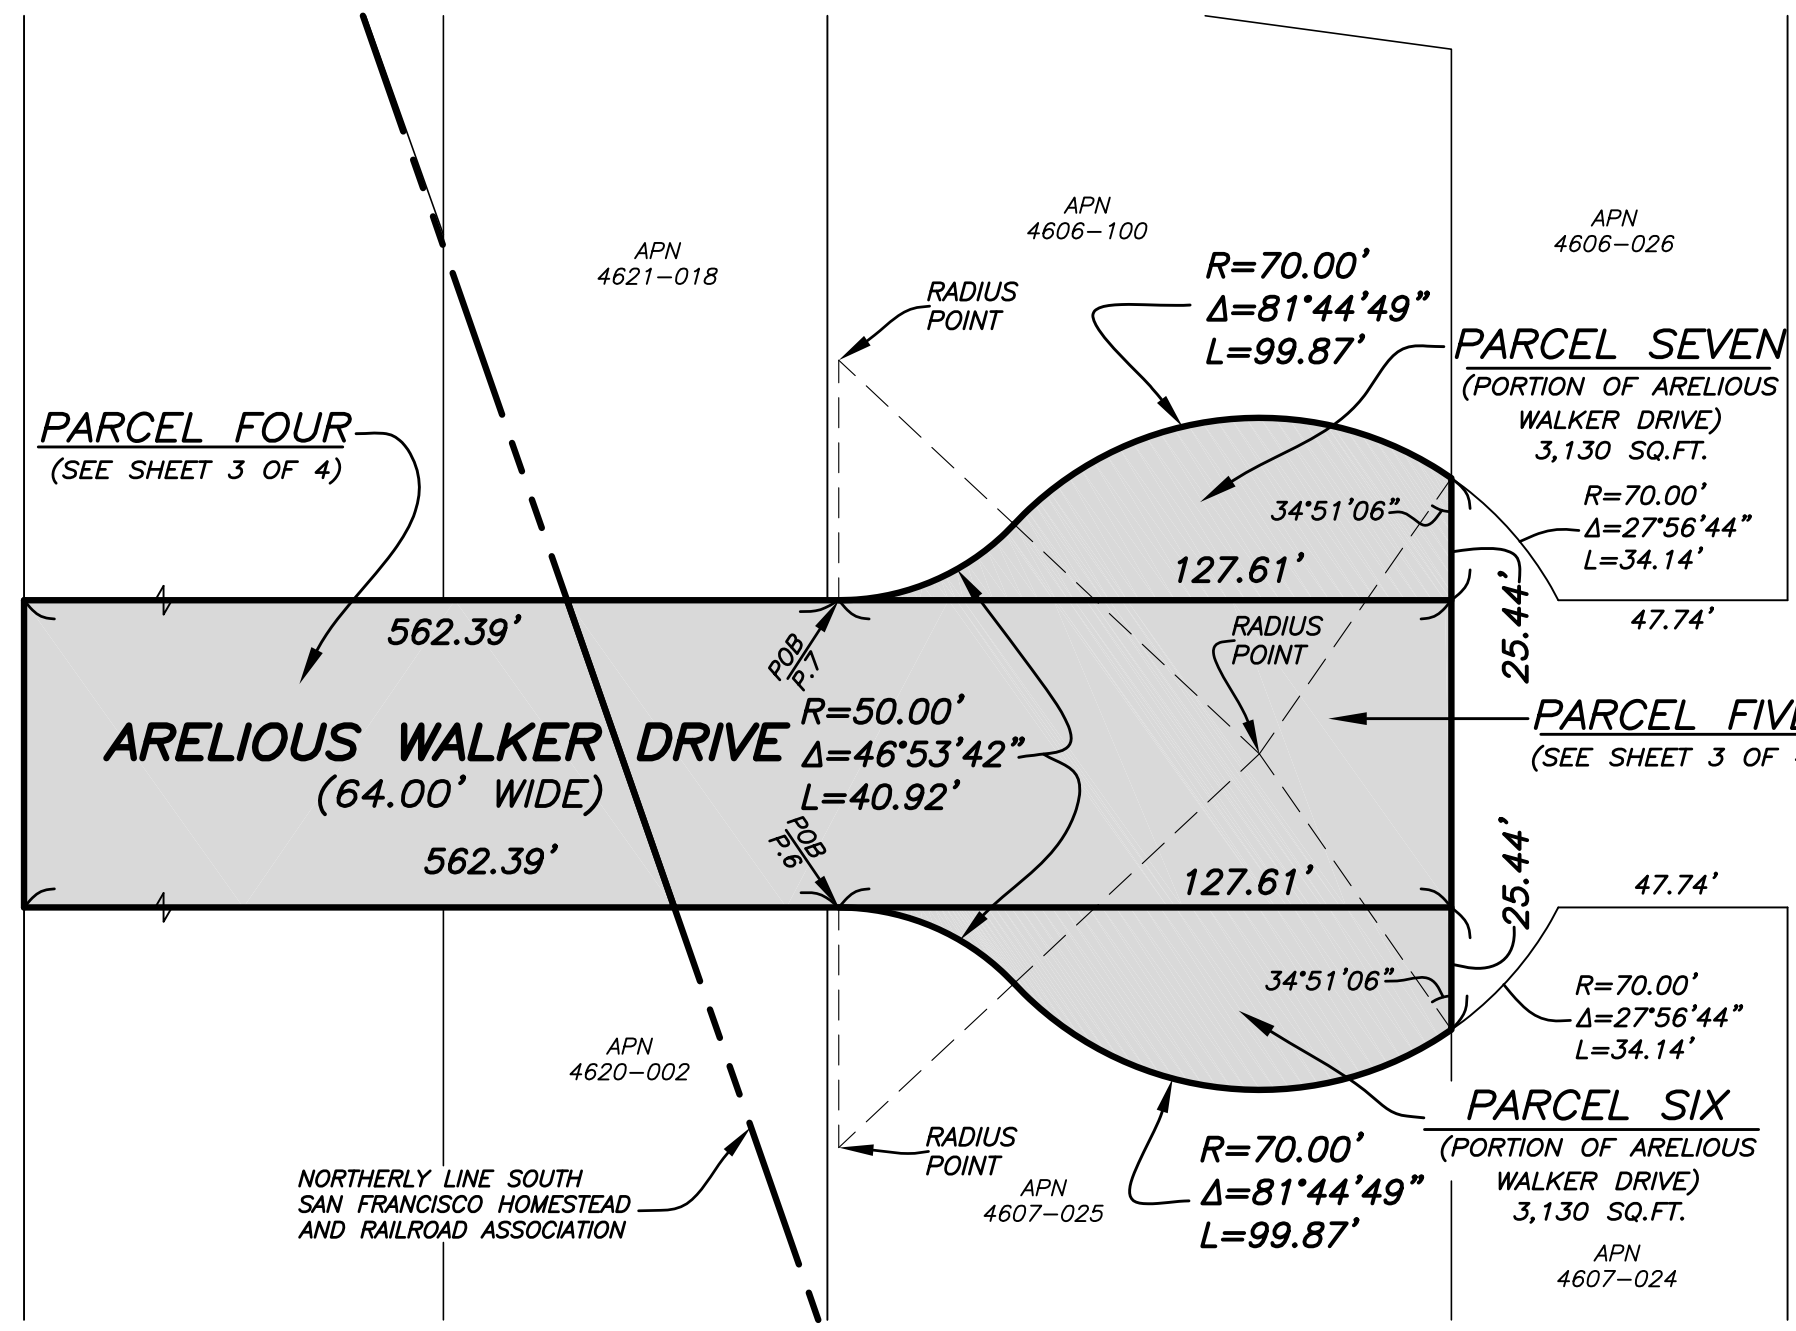 APN
4606-100
APN
4606-026
APN
4621-018
R=70.00'
Δ=81°44'49"
L=99.87'
RADIUS
POINT
PARCEL SEVEN
(PORTION OF ARELIOUS
WALKER DRIVE)
3,130 SQ.FT.
PARCEL FOUR
(SEE SHEET 3 OF 4)
R=70.00'
Δ=27°56'44"
L=34.14'
34°51'06"
127.61'
25.44'
47.74'
562.39'
POB
P.7
RADIUS
POINT
R=50.00'
Δ=46°53'42"
L=40.92'
PARCEL FIVE
(SEE SHEET 3 OF
ARELIOUS WALKER DRIVE
(64.00' WIDE)
562.39'
POB
P.6
127.61'
25.44'
47.74'
34°51'06"
R=70.00'
Δ=27°56'44"
L=34.14'
APN
4620-002
PARCEL SIX
(PORTION OF ARELIOUS
WALKER DRIVE)
3,130 SQ.FT.
RADIUS
POINT
R=70.00'
Δ=81°44'49"
L=99.87'
NORTHERLY LINE SOUTH
SAN FRANCISCO HOMESTEAD
AND RAILROAD ASSOCIATION
APN
4607-025
APN
4607-024